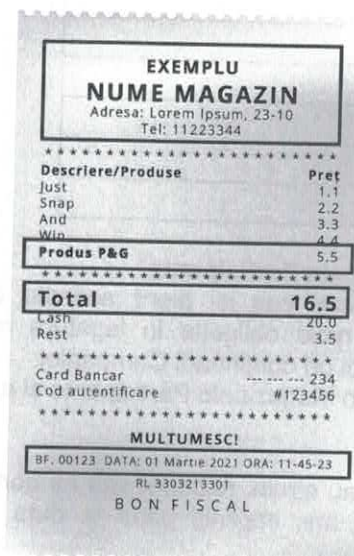 EXEMPLU
NUME MAGAZIN
Adresa: Lorem Ipsum, 23-10
Tel: 11223344
************************
Descriere/Produse Preț
Just 1.1
Snap 2.2
And 3.3
Win 4.4
Produs P&G 5.5
************************
Total 16.5
Cash 20.0
Rest 3.5
************************
Card Bancar --- --- --- 234
Cod autentificare #123456
************************
MULTUMESC!
BF. 00123 DATA: 01 Martie 2021 ORA: 11-45-23
RL 3303213301
BON FISCAL